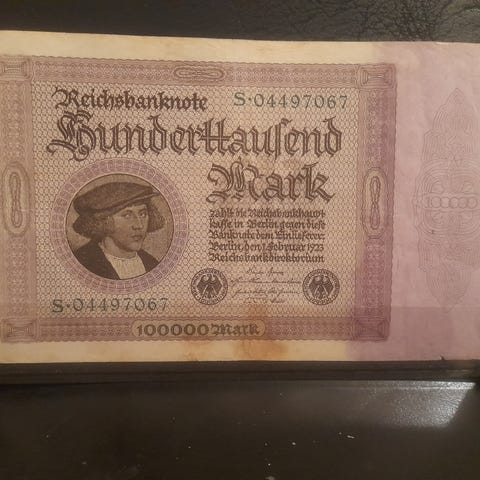 Reichsbanknote S·04497067
Hunderttausend
Mark
zahlt die Reichsbankhaupt-
kasse in Berlin gegen diese
Banknote dem Einlieferer.
Berlin, den 1. Februar 1923
Reichsbankdirektorium
S·04497067
100000 Mark